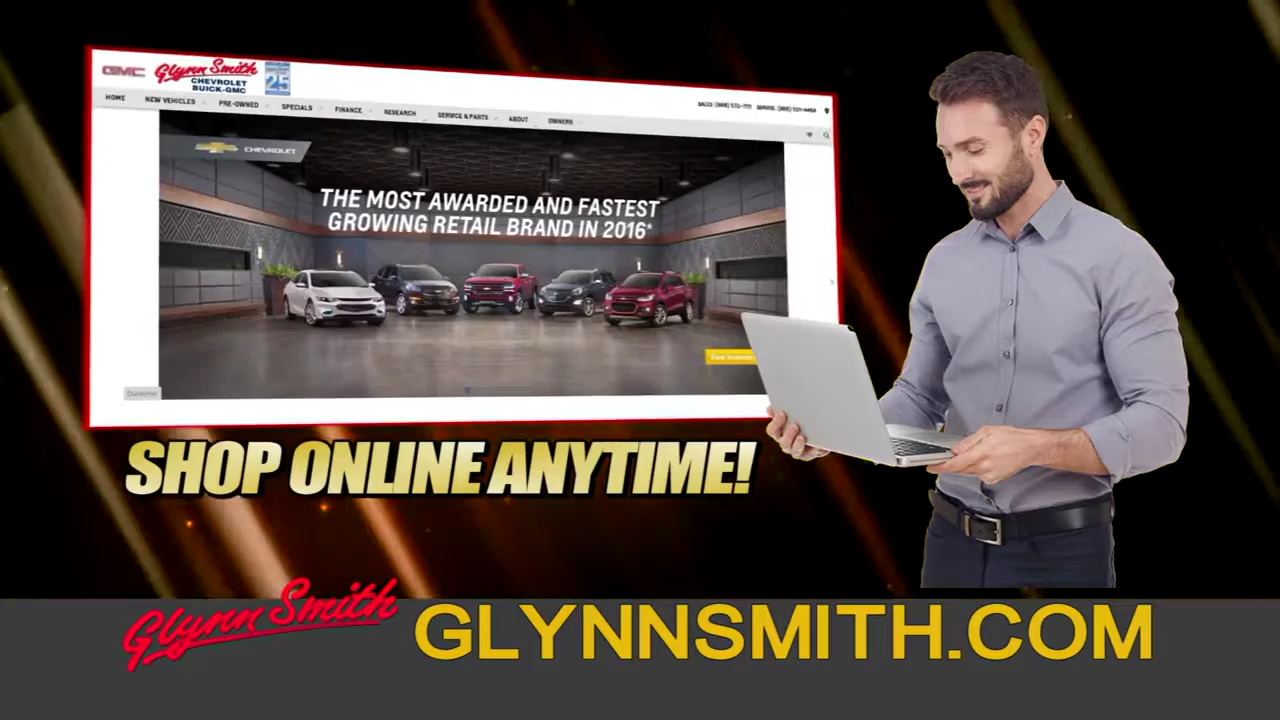 GMC
Glynn Smith
CHEVROLET
BUICK-GMC
25
HOME NEW VEHICLES PRE-OWNED SPECIALS FINANCE RESEARCH SERVICE & PARTS ABOUT OWNERS
CHEVROLET
THE MOST AWARDED AND FASTEST
GROWING RETAIL BRAND IN 2016*
SHOP ONLINE ANYTIME!
Glynn Smith GLYNNSMITH.COM